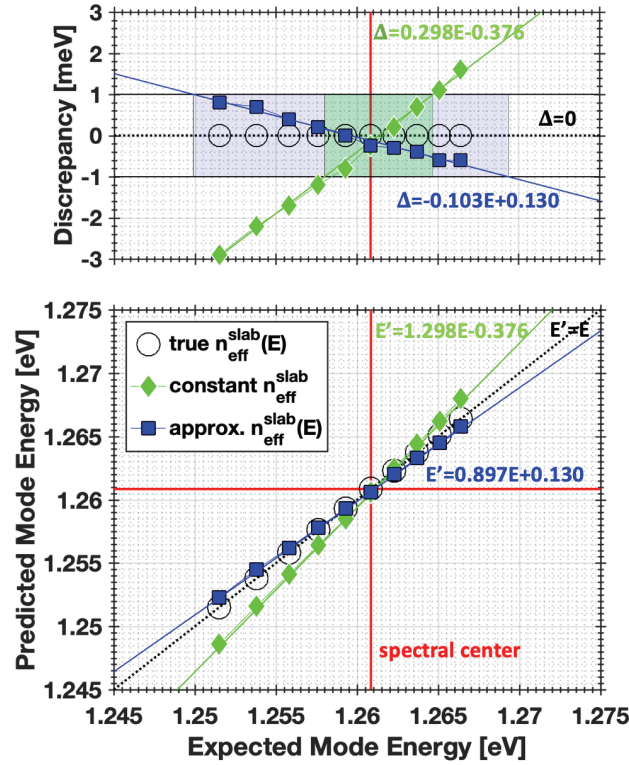 3
2
1
0
-1
-2
-3
Discrepancy [meV]
Δ=0.298E-0.376
Δ=0
Δ=-0.103E+0.130
1.275
1.27
1.265
1.26
1.255
1.25
1.245
Predicted Mode Energy [eV]
true n_eff^slab(E)
constant n_eff^slab
approx. n_eff^slab(E)
E'=1.298E-0.376
E'=E
E'=0.897E+0.130
spectral center
1.245 1.25 1.255 1.26 1.265 1.27 1.275
Expected Mode Energy [eV]